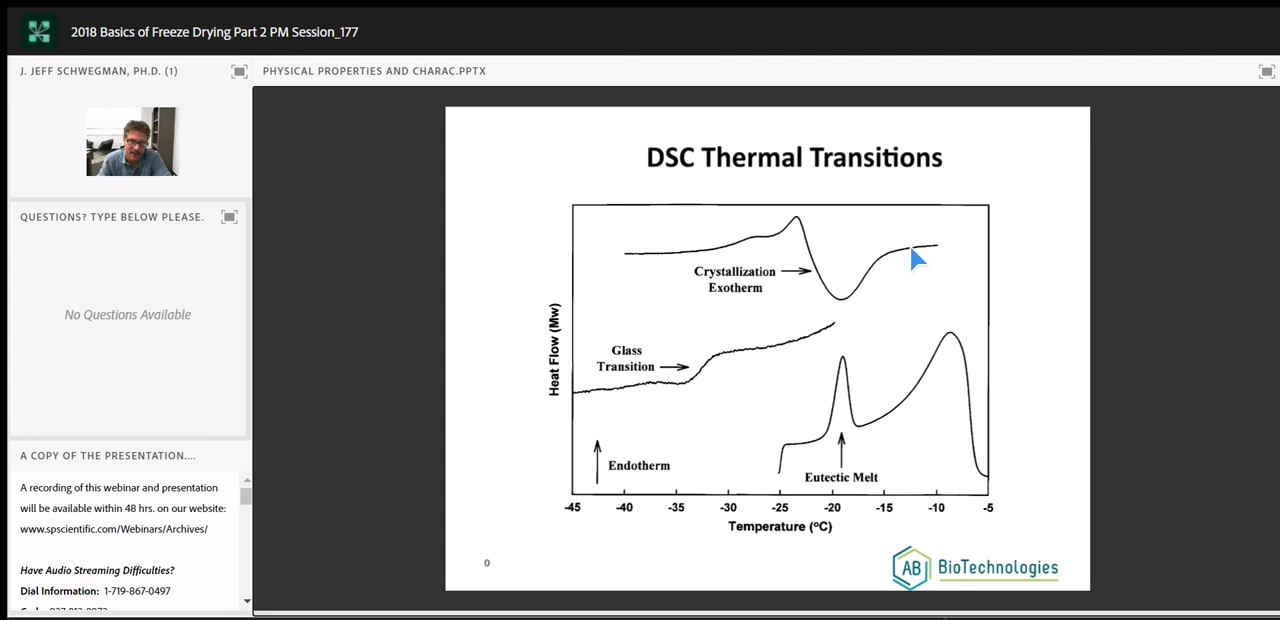 2018 Basics of Freeze Drying Part 2 PM Session_177
J. JEFF SCHWEGMAN, PH.D. (1)
QUESTIONS? TYPE BELOW PLEASE.
No Questions Available
A COPY OF THE PRESENTATION....
A recording of this webinar and presentation
will be available within 48 hrs. on our website:
www.spscientific.com/Webinars/Archives/
Have Audio Streaming Difficulties?
Dial Information: 1-719-867-0497
PHYSICAL PROPERTIES AND CHARAC.PPTX
DSC Thermal Transitions
Crystallization
Exotherm
Glass
Transition
Endotherm
Eutectic Melt
Heat Flow (Mw)
-45 -40 -35 -30 -25 -20 -15 -10 -5
Temperature (°C)
0
AB BioTechnologies